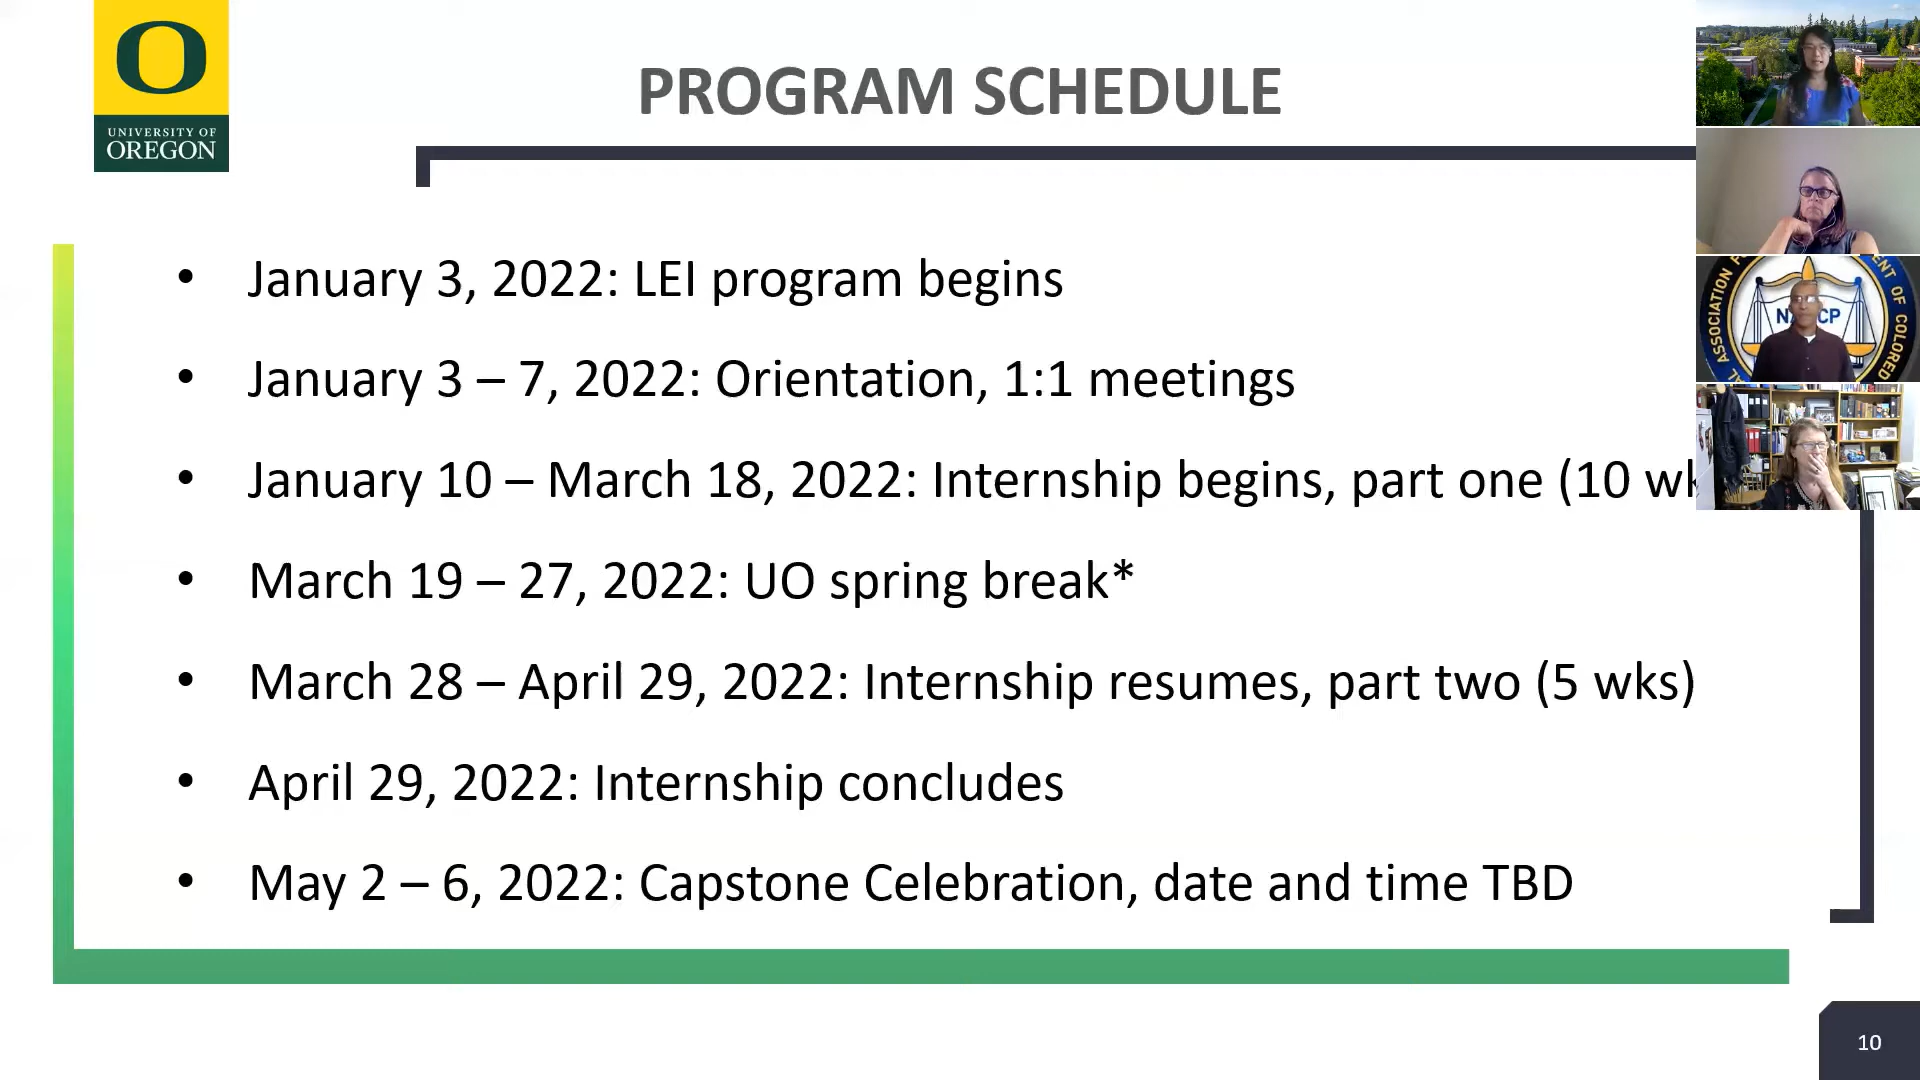 UNIVERSITY OF
OREGON
PROGRAM SCHEDULE
• January 3, 2022: LEI program begins
• January 3 – 7, 2022: Orientation, 1:1 meetings
• January 10 – March 18, 2022: Internship begins, part one (10
• March 19 – 27, 2022: UO spring break*
• March 28 – April 29, 2022: Internship resumes, part two (5 wks)
• April 29, 2022: Internship concludes
• May 2 – 6, 2022: Capstone Celebration, date and time TBD
ASSOCIATION
OF COLORED
10